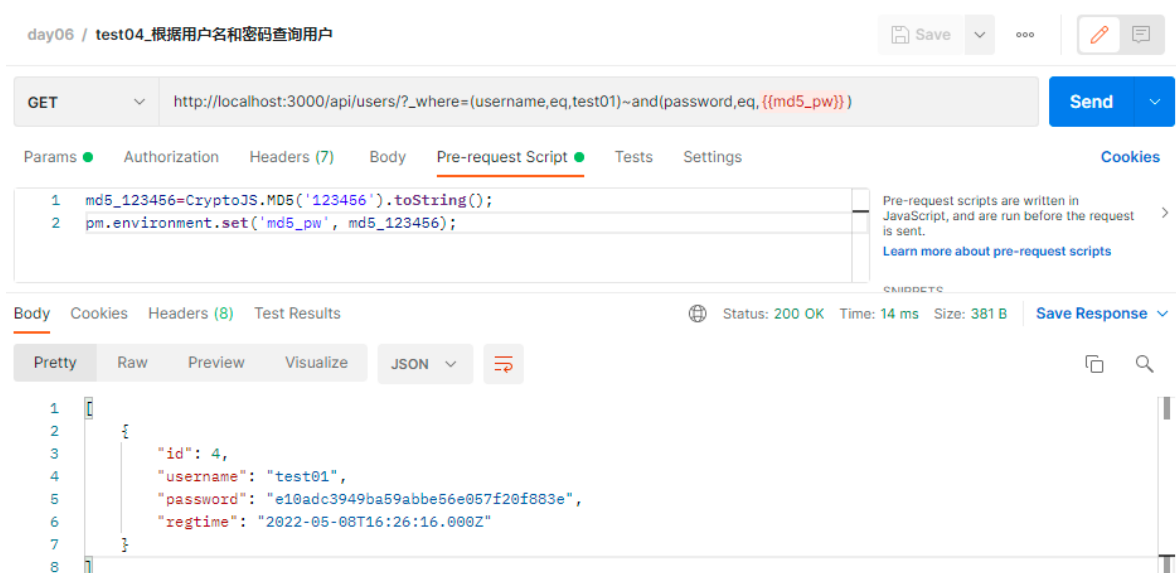 day06 / test04_根据用户名和密码查询用户 Save ooo
GET http://localhost:3000/api/users/?_where=(username,eq,test01)~and(password,eq,{{md5_pw}}) Send
Params Authorization Headers (7) Body Pre-request Script Tests Settings Cookies
1 md5_123456=CryptoJS.MD5('123456').toString();
2 pm.environment.set('md5_pw', md5_123456);
Pre-request scripts are written in
JavaScript, and are run before the request
is sent.
Learn more about pre-request scripts
SNIPPETS
Body Cookies Headers (8) Test Results Status: 200 OK Time: 14 ms Size: 381 B Save Response
Pretty Raw Preview Visualize JSON
1 [
2 {
3 "id": 4,
4 "username": "test01",
5 "password": "e10adc3949ba59abbe56e057f20f883e",
6 "regtime": "2022-05-08T16:26:16.000Z"
7 }
8 ]